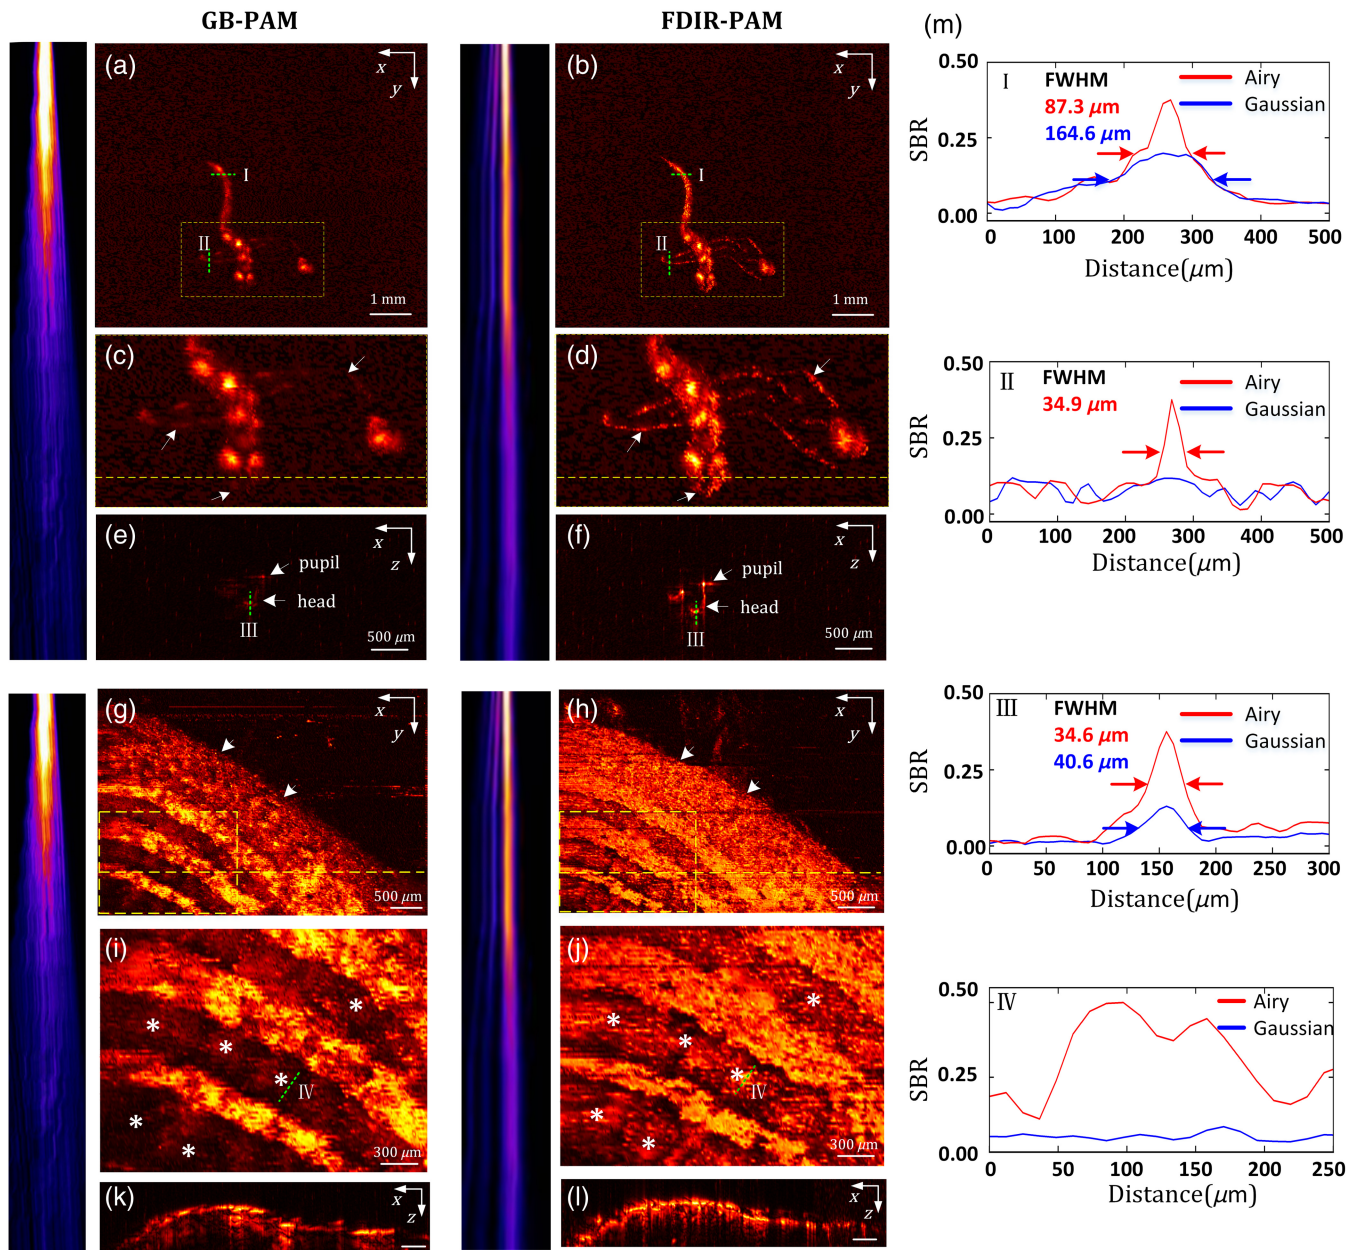 GB-PAM
FDIR-PAM
(a)
x
y
I
II
1 mm
(b)
x
y
I
II
1 mm
(c)
(d)
(e)
x
z
pupil
head
III
500 μm
(f)
x
z
pupil
head
III
500 μm
(g)
x
y
500 μm
(h)
x
y
500 μm
(i)
* * * * * *
IV
300 μm
(j)
* * * * * *
IV
300 μm
(k)
x
z
(l)
x
z
(m)
I
FWHM
87.3 μm
164.6 μm
Airy
Gaussian
SBR
0.50
0.25
0.00
0 100 200 300 400 500
Distance(μm)
II
FWHM
34.9 μm
Airy
Gaussian
SBR
0.50
0.25
0.00
0 100 200 300 400 500
Distance(μm)
III
FWHM
34.6 μm
40.6 μm
Airy
Gaussian
SBR
0.50
0.25
0.00
0 50 100 150 200 250 300
Distance(μm)
IV
Airy
Gaussian
SBR
0.50
0.25
0.00
0 50 100 150 200 250
Distance(μm)